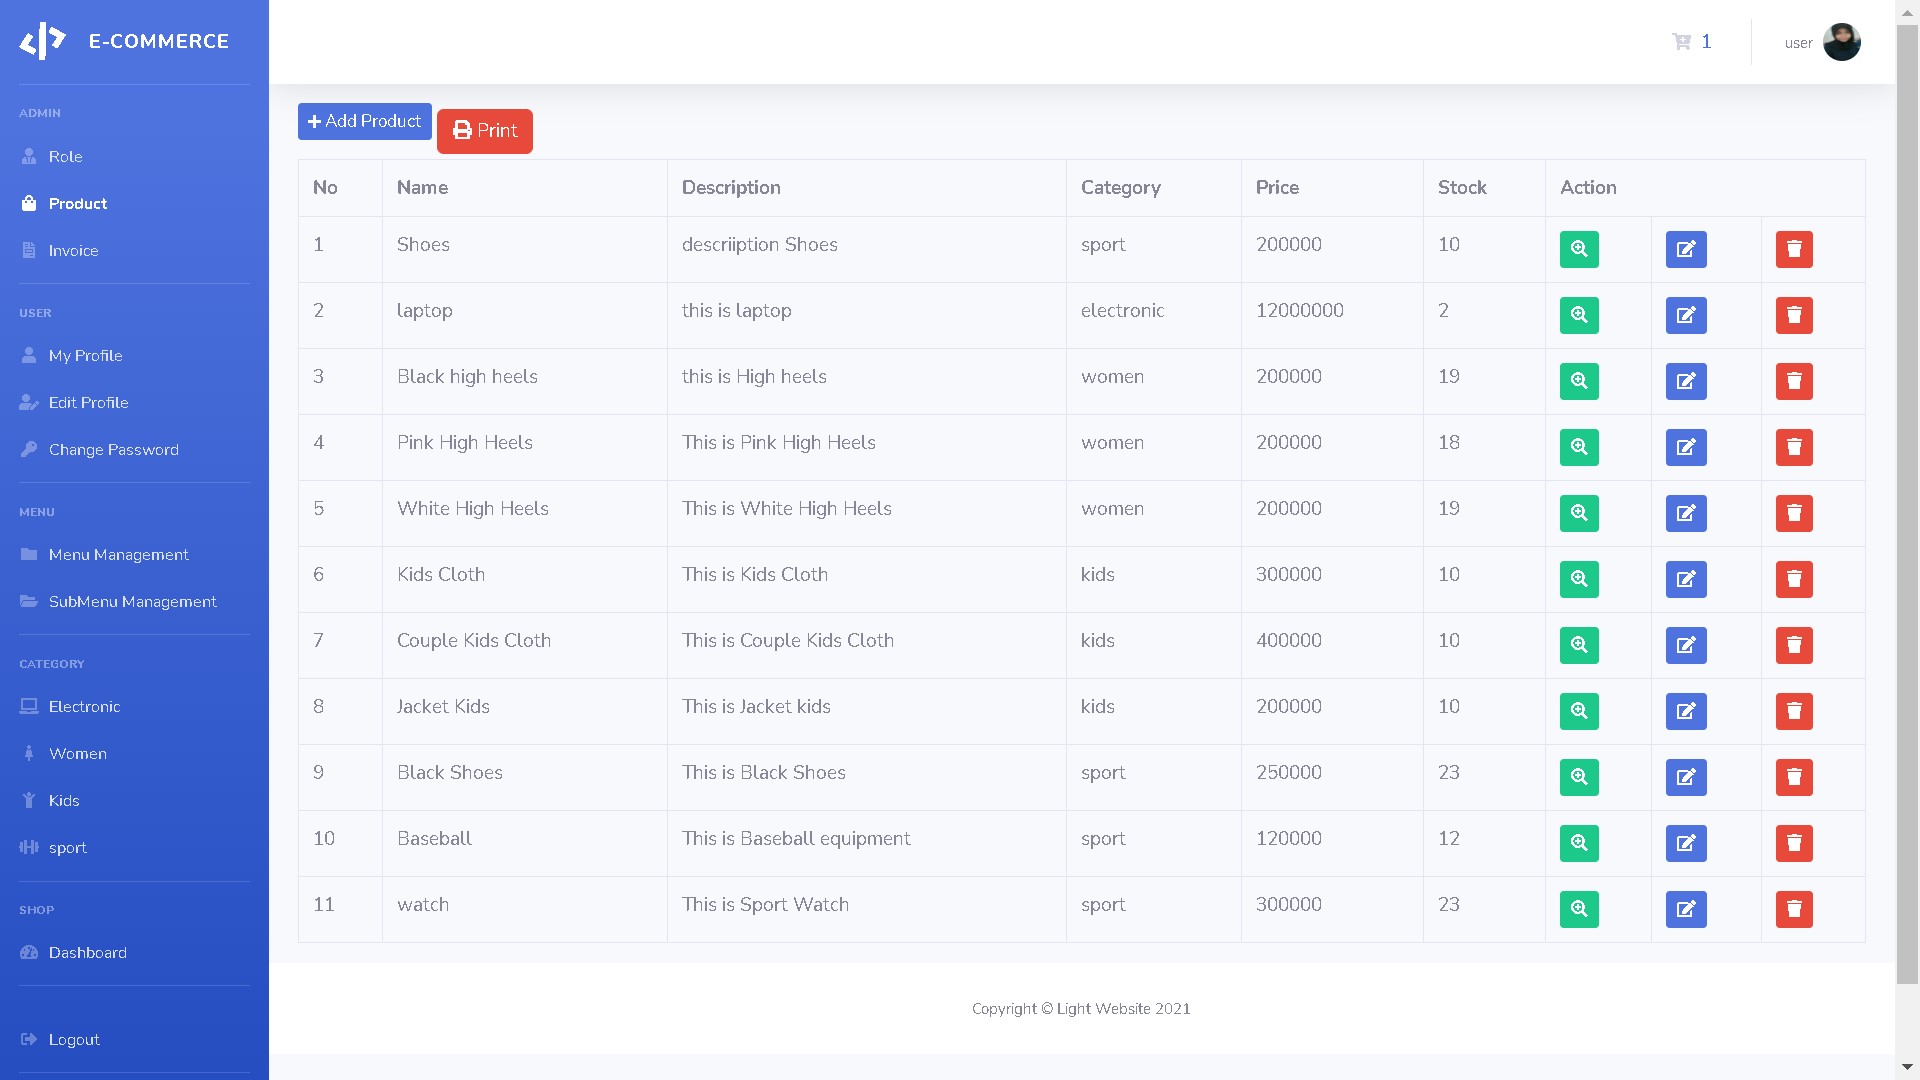 E-COMMERCE
1
user
ADMIN
Role
Product
Invoice
USER
My Profile
Edit Profile
Change Password
MENU
Menu Management
SubMenu Management
CATEGORY
Electronic
Women
Kids
sport
SHOP
Dashboard
Logout
Add Product Print
No Name Description Category Price Stock Action
1 Shoes descriiption Shoes sport 200000 10
2 laptop this is laptop electronic 12000000 2
3 Black high heels this is High heels women 200000 19
4 Pink High Heels This is Pink High Heels women 200000 18
5 White High Heels This is White High Heels women 200000 19
6 Kids Cloth This is Kids Cloth kids 300000 10
7 Couple Kids Cloth This is Couple Kids Cloth kids 400000 10
8 Jacket Kids This is Jacket kids kids 200000 10
9 Black Shoes This is Black Shoes sport 250000 23
10 Baseball This is Baseball equipment sport 120000 12
11 watch This is Sport Watch sport 300000 23
Copyright © Light Website 2021